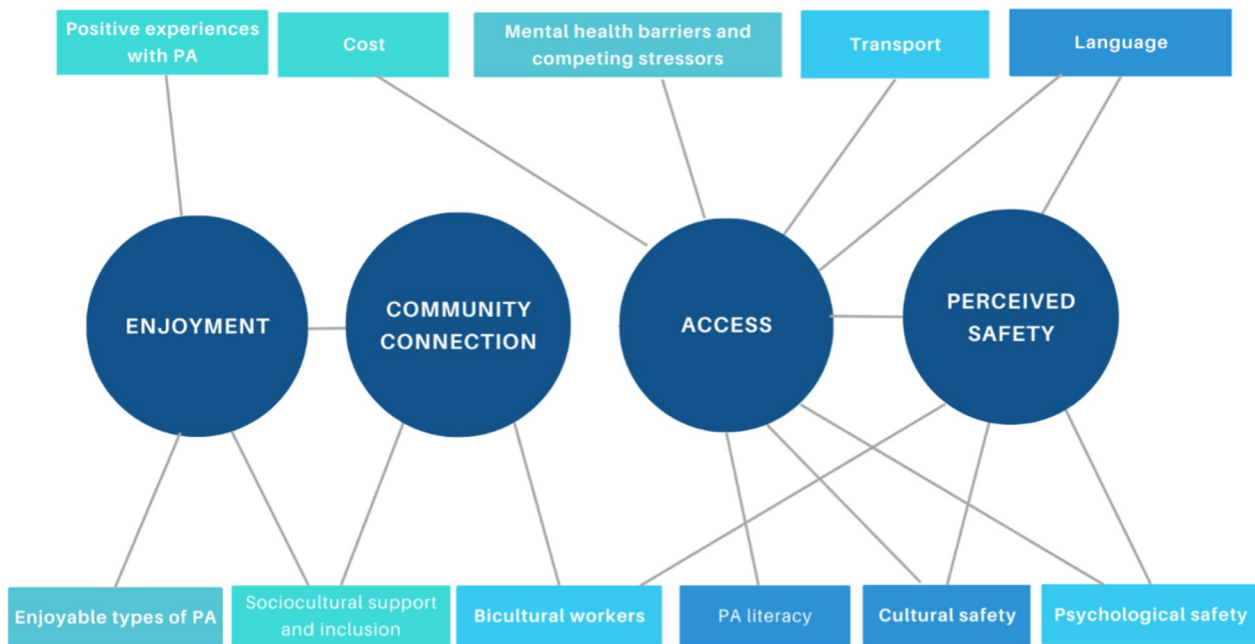 Positive experiences
with PA
Cost
Mental health barriers and
competing stressors
Transport
Language
ENJOYMENT
COMMUNITY
CONNECTION
ACCESS
PERCEIVED
SAFETY
Enjoyable types of PA
Sociocultural support
and inclusion
Bicultural workers
PA literacy
Cultural safety
Psychological safety